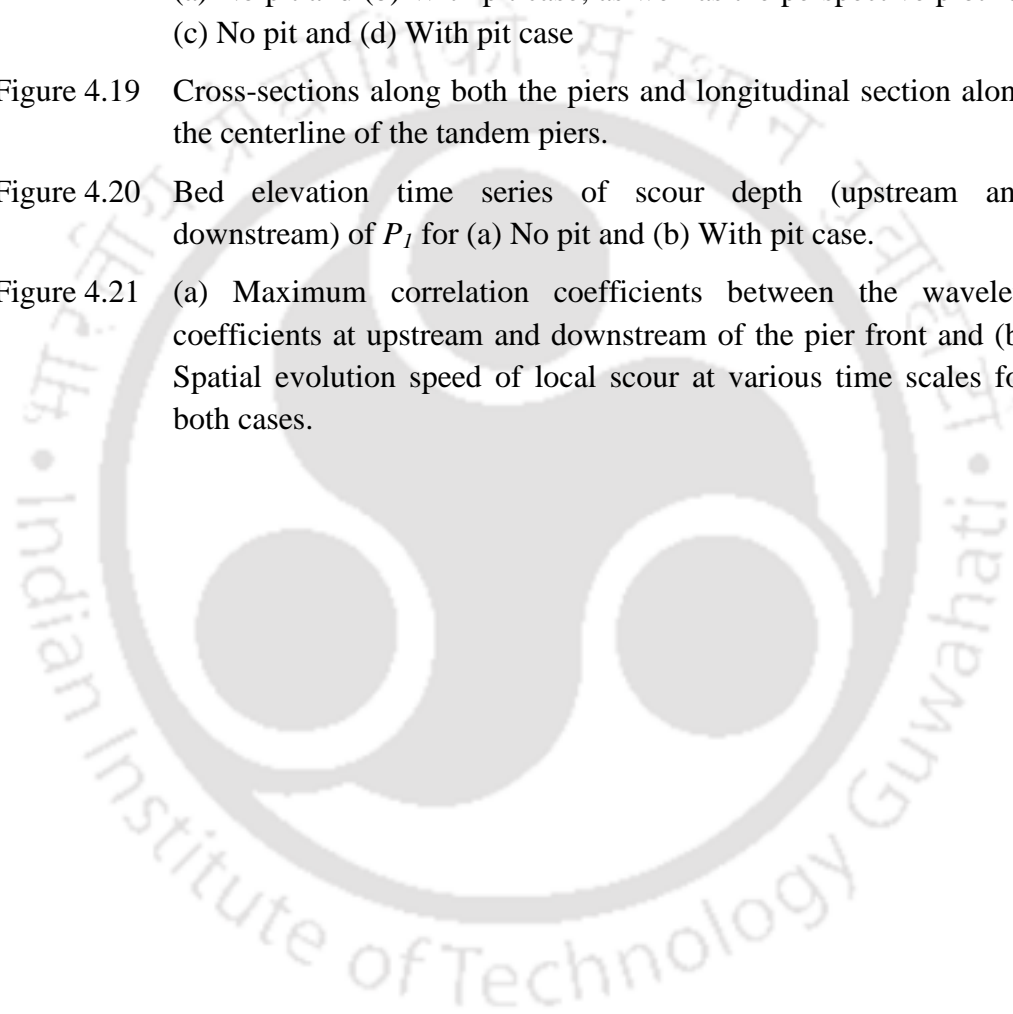 (c) No pit and (d) With pit case
Figure 4.19 Cross-sections along both the piers and longitudinal section along
the centerline of the tandem piers.
Figure 4.20 Bed elevation time series of scour depth (upstream and
downstream) of P1 for (a) No pit and (b) With pit case.
Figure 4.21 (a) Maximum correlation coefficients between the wavelet
coefficients at upstream and downstream of the pier front and (b)
Spatial evolution speed of local scour at various time scales for
both cases.
Indian Institute of Technology Guwahati